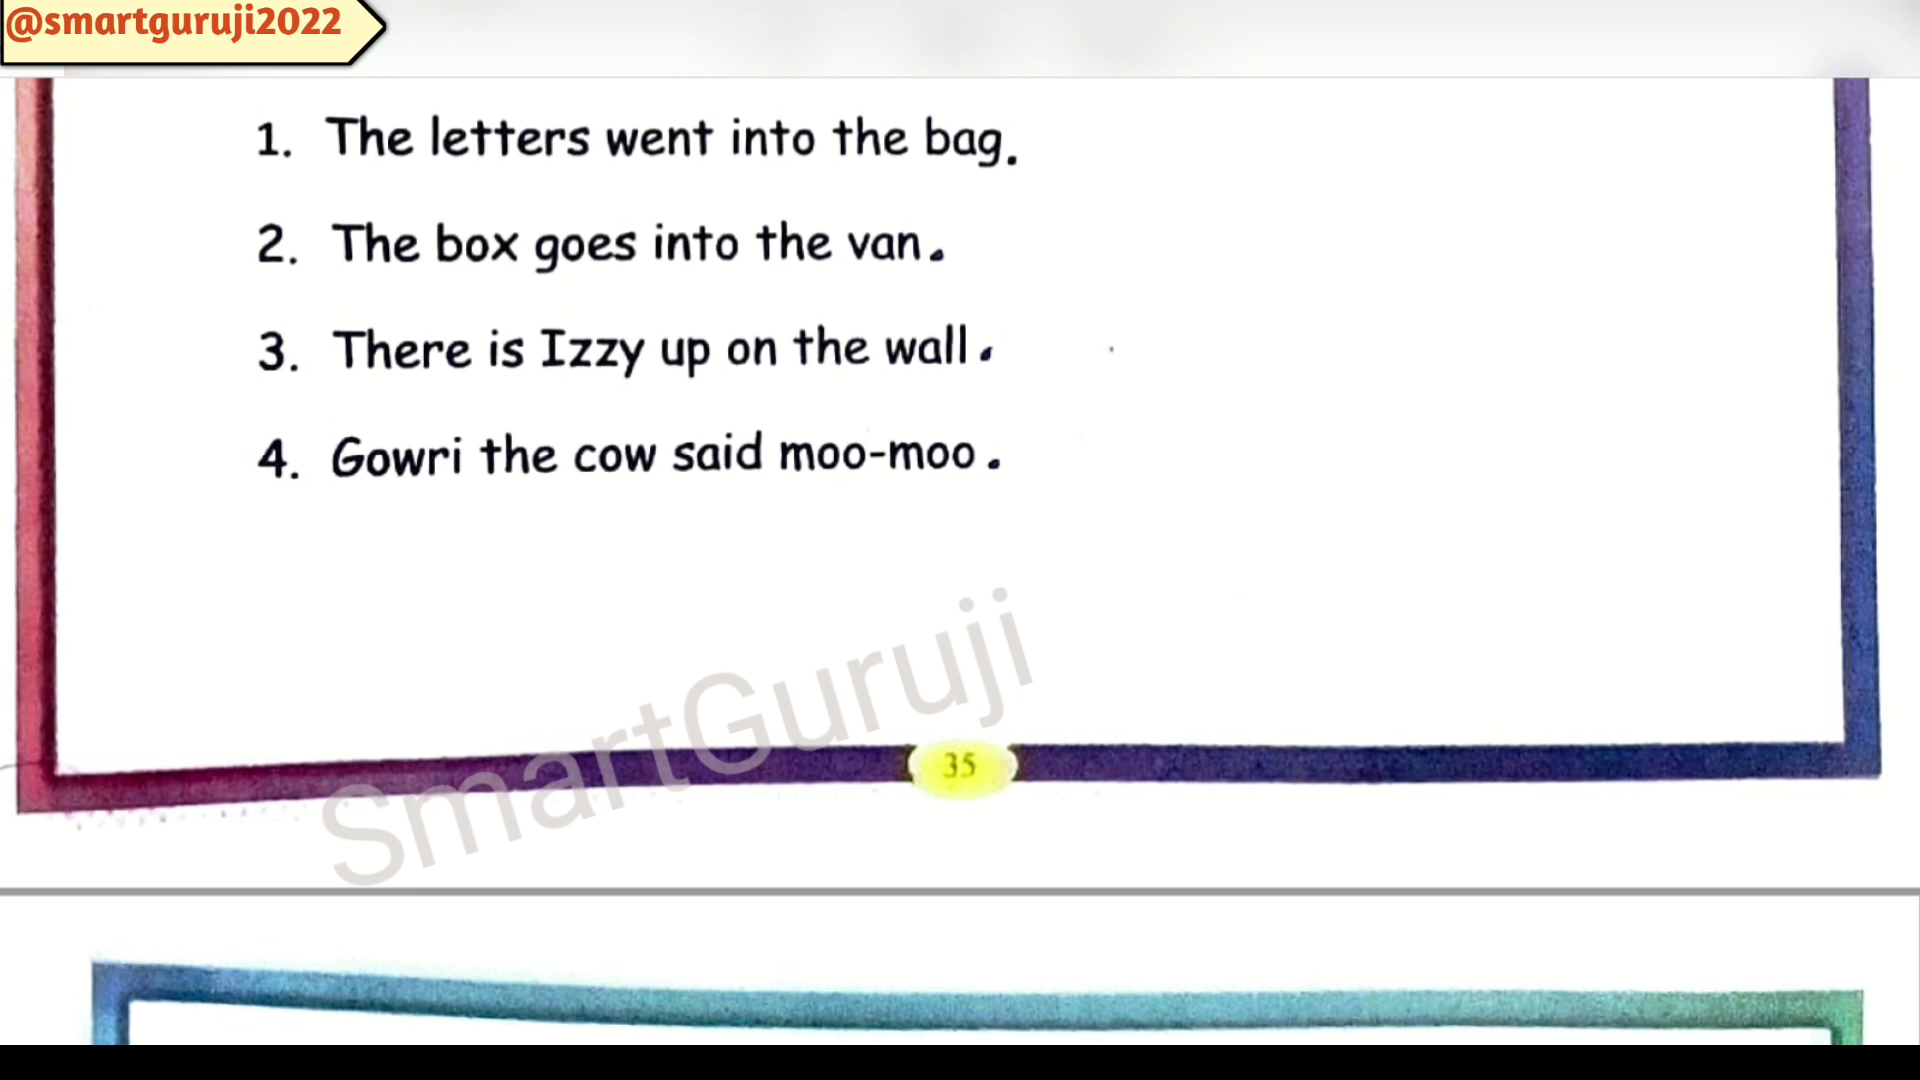 @smartguruji2022
1. The letters went into the bag.
2. The box goes into the van.
3. There is Izzy up on the wall.
4. Gowri the cow said moo-moo.
SmartGuruji
35